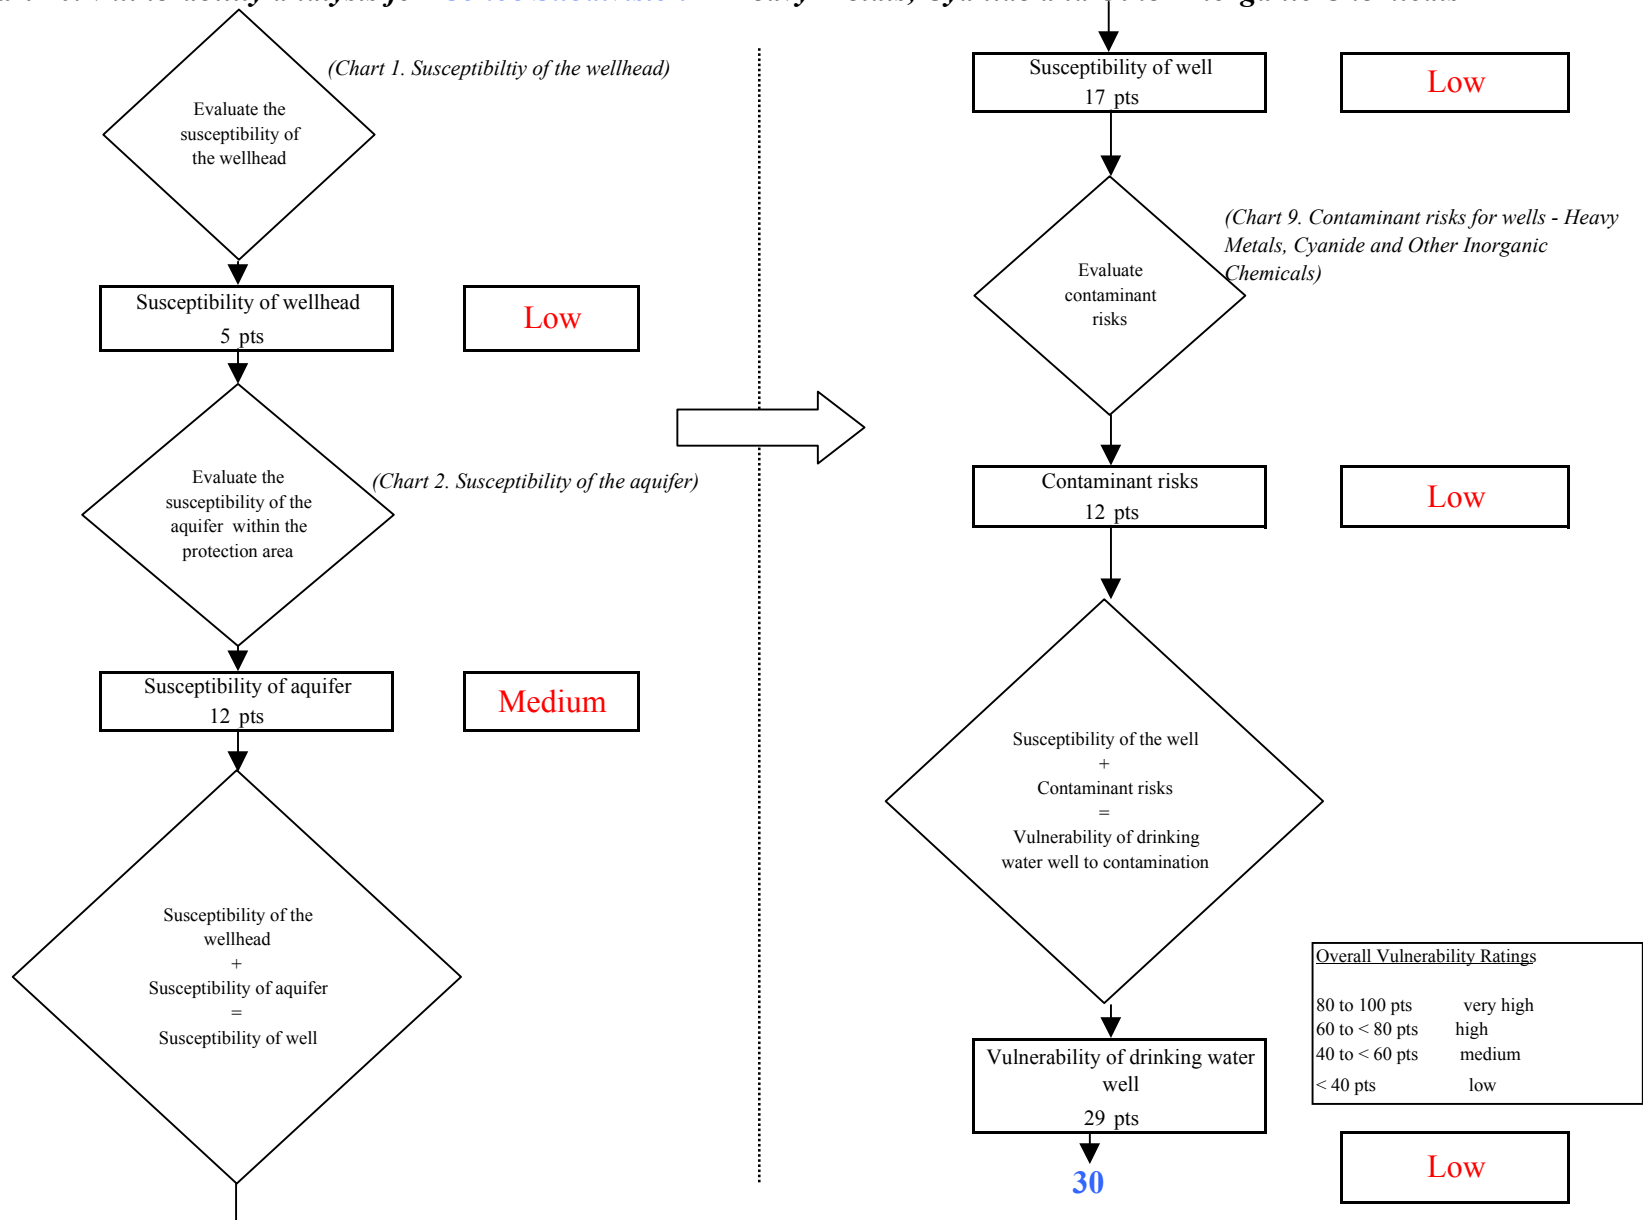 (Chart 1. Susceptibiltiy of the wellhead)
Evaluate the
susceptibility of
the wellhead
Susceptibility of wellhead
5 pts
Low
Evaluate the
susceptibility of the
aquifer within the
protection area
(Chart 2. Susceptibility of the aquifer)
Susceptibility of aquifer
12 pts
Medium
Susceptibility of the
wellhead
+
Susceptibility of aquifer
=
Susceptibility of well
Susceptibility of well
17 pts
Low
(Chart 9. Contaminant risks for wells - Heavy
Metals, Cyanide and Other Inorganic
Chemicals)
Evaluate
contaminant
risks
Contaminant risks
12 pts
Low
Susceptibility of the well
+
Contaminant risks
=
Vulnerability of drinking
water well to contamination
Overall Vulnerability Ratings
80 to 100 pts very high
60 to < 80 pts high
40 to < 60 pts medium
< 40 pts low
Vulnerability of drinking water
well
29 pts
30
Low